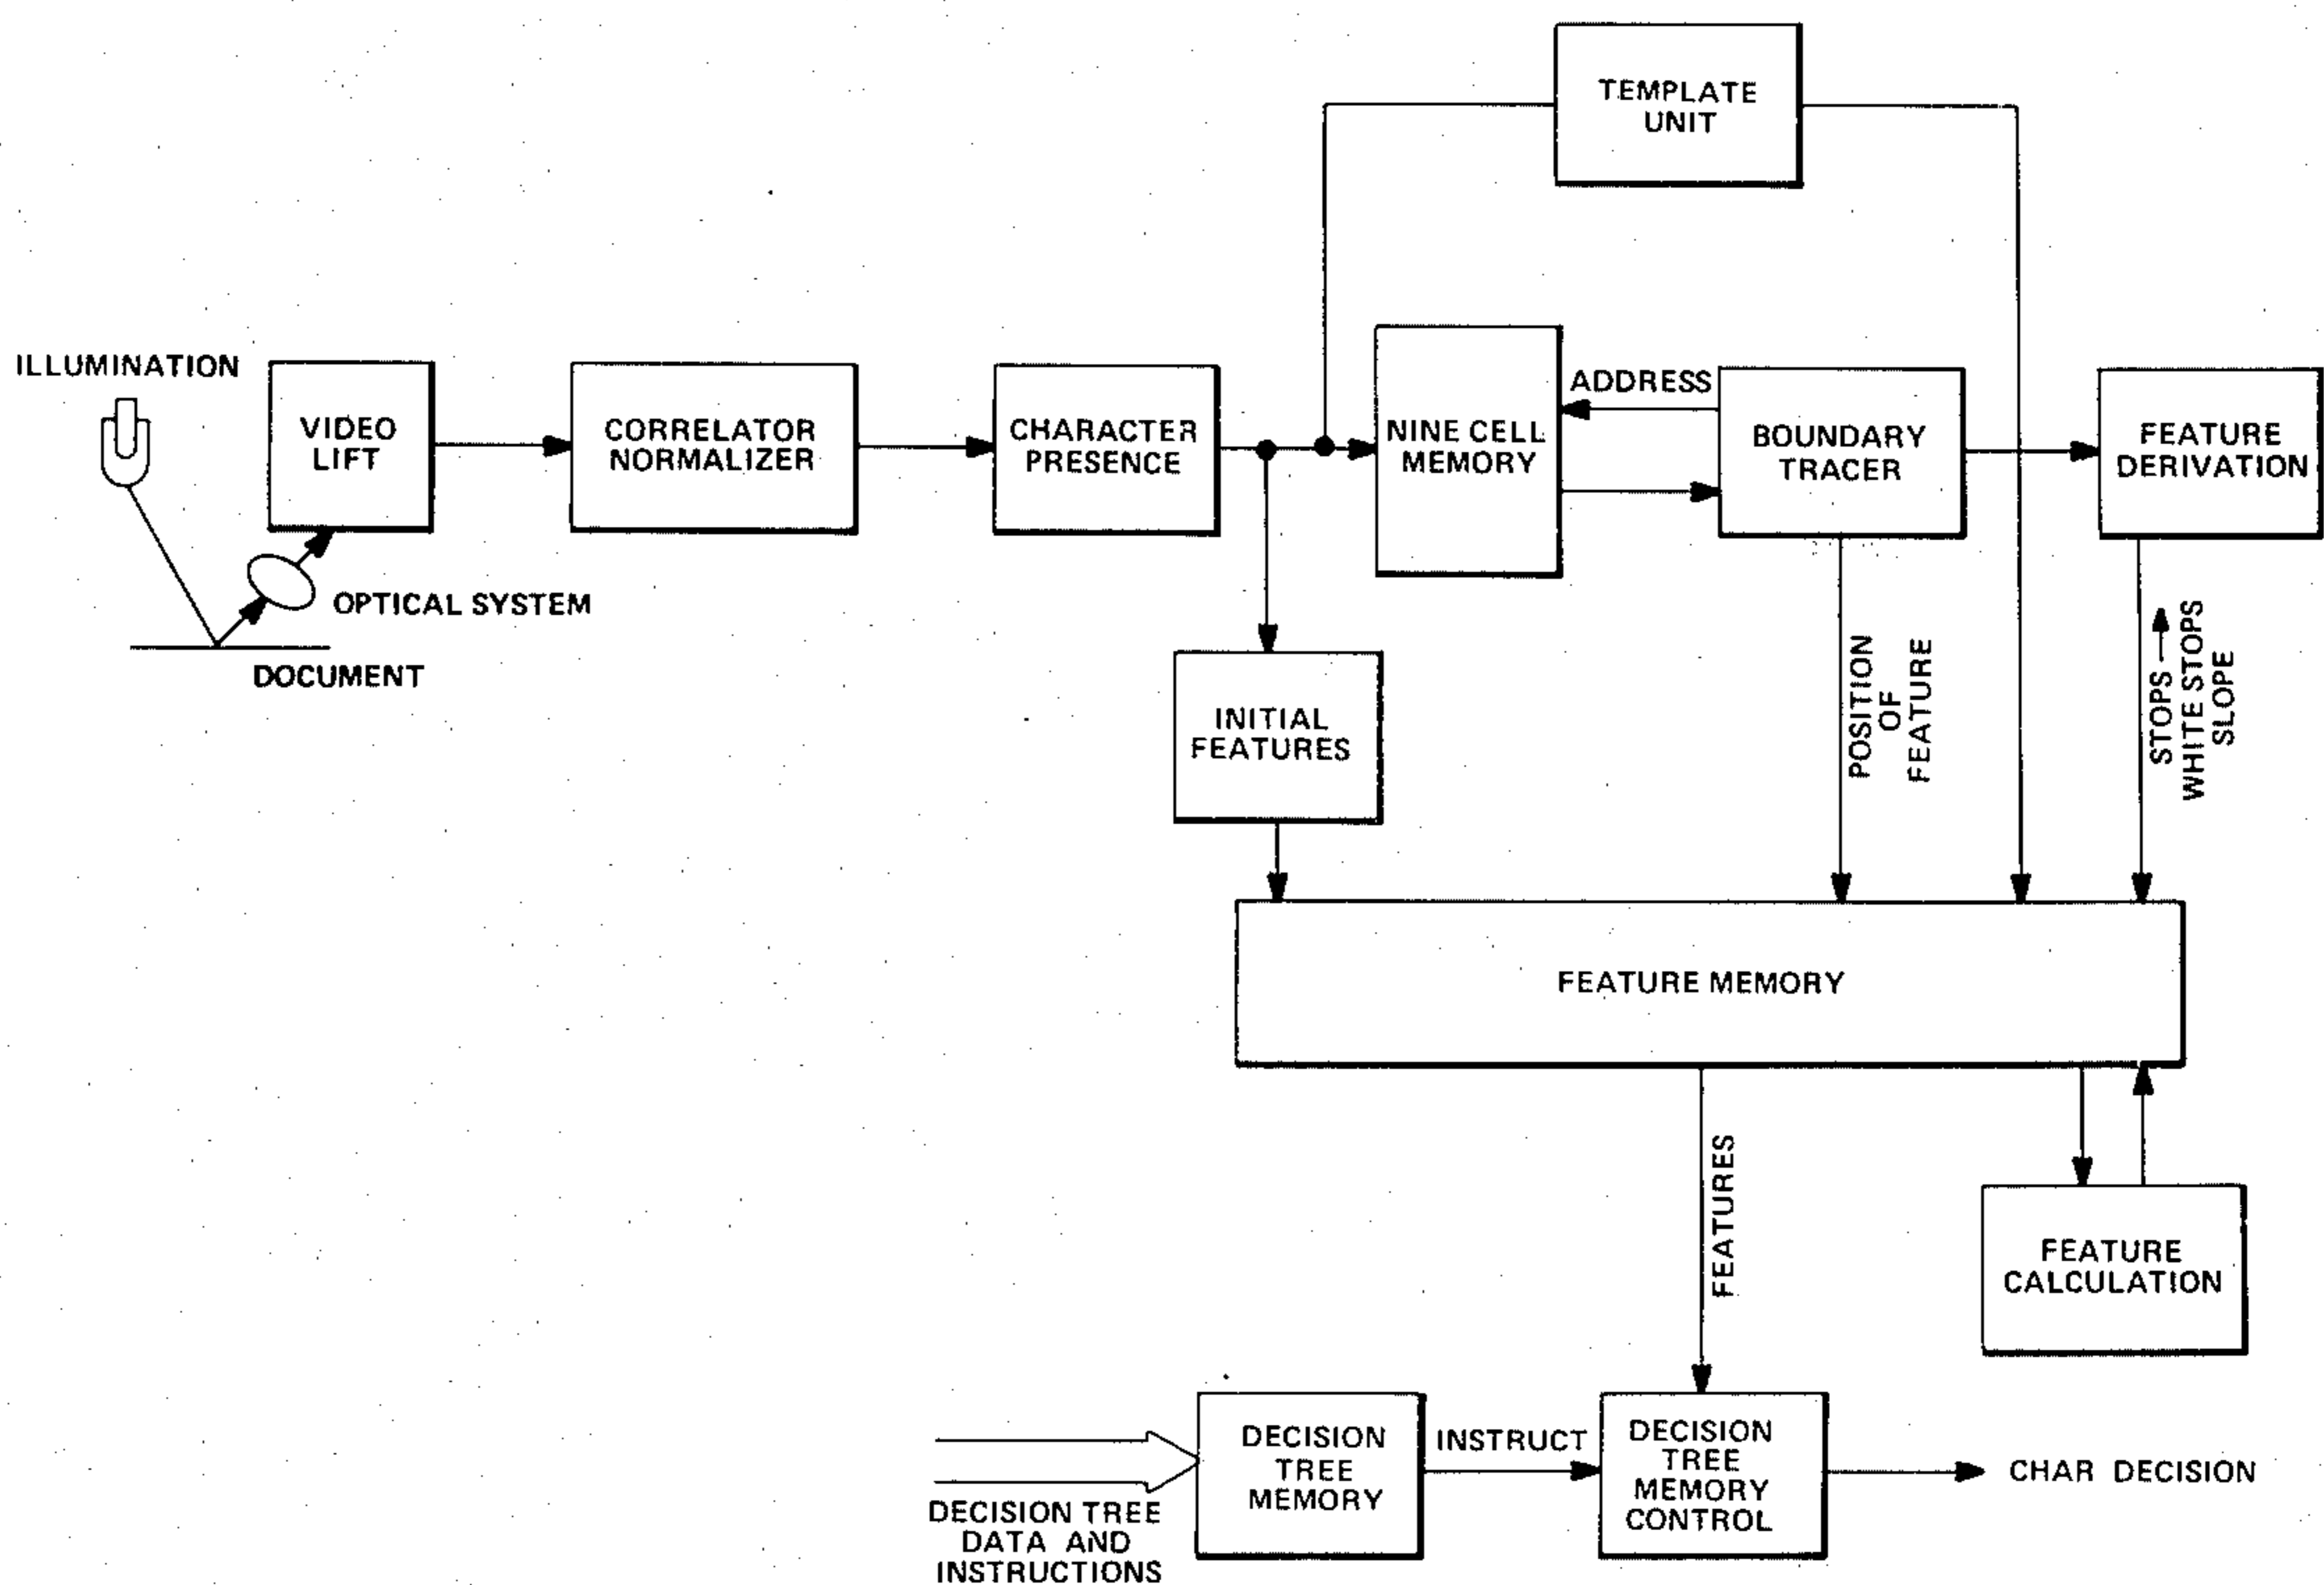 TEMPLATE
UNIT
ILLUMINATION
VIDEO
LIFT
CORRELATOR
NORMALIZER
CHARACTER
PRESENCE
NINE CELL
MEMORY
ADDRESS
BOUNDARY
TRACER
FEATURE
DERIVATION
OPTICAL SYSTEM
DOCUMENT
INITIAL
FEATURES
POSITION
OF
FEATURE
STOPS
WHITE STOPS
SLOPE
FEATURE MEMORY
FEATURES
FEATURE
CALCULATION
DECISION TREE
DATA AND
INSTRUCTIONS
DECISION
TREE
MEMORY
INSTRUCT
DECISION
TREE
MEMORY
CONTROL
CHAR DECISION